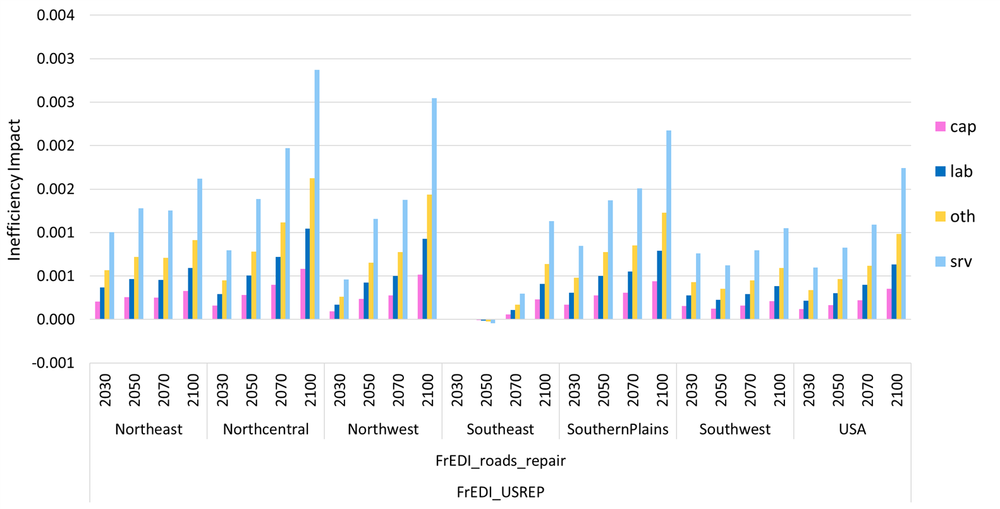 0.004
0.003
0.003
0.002
0.002
0.001
0.001
0.000
-0.001
Inefficiency Impact
cap
lab
oth
srv
2030 2050 2070 2100 2030 2050 2070 2100 2030 2050 2070 2100 2030 2050 2070 2100 2030 2050 2070 2100 2030 2050 2070 2100 2030 2050 2070 2100
Northeast Northcentral Northwest Southeast SouthernPlains Southwest USA
FrEDI_roads_repair
FrEDI_USREP